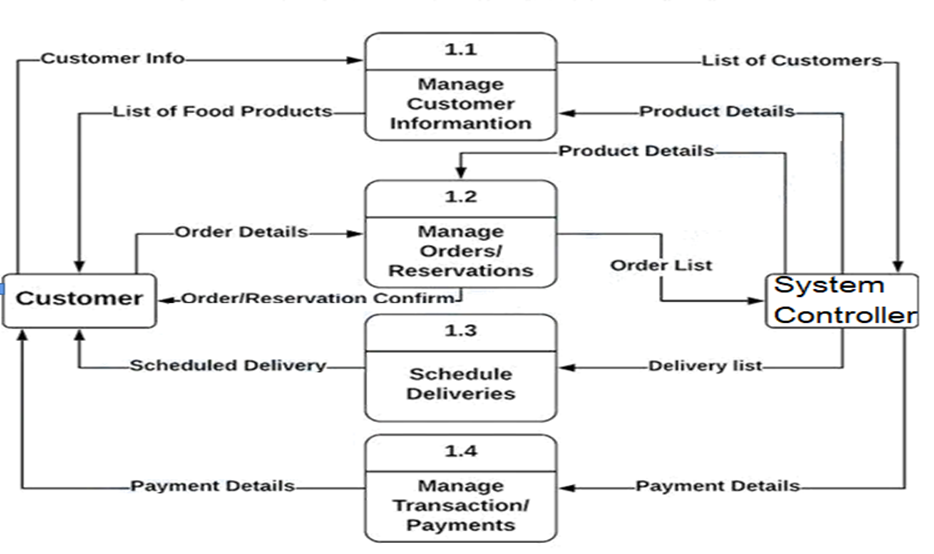 1.1
Customer Info
List of Customers
Manage
Customer
Informantion
List of Food Products
Product Details
Product Details
1.2
Order Details
Manage
Orders/
Reservations
Order List
Customer
Order/Reservation Confirm
System
Controller
1.3
Scheduled Delivery
Schedule
Deliveries
Delivery list
1.4
Payment Details
Manage
Transaction/
Payments
Payment Details